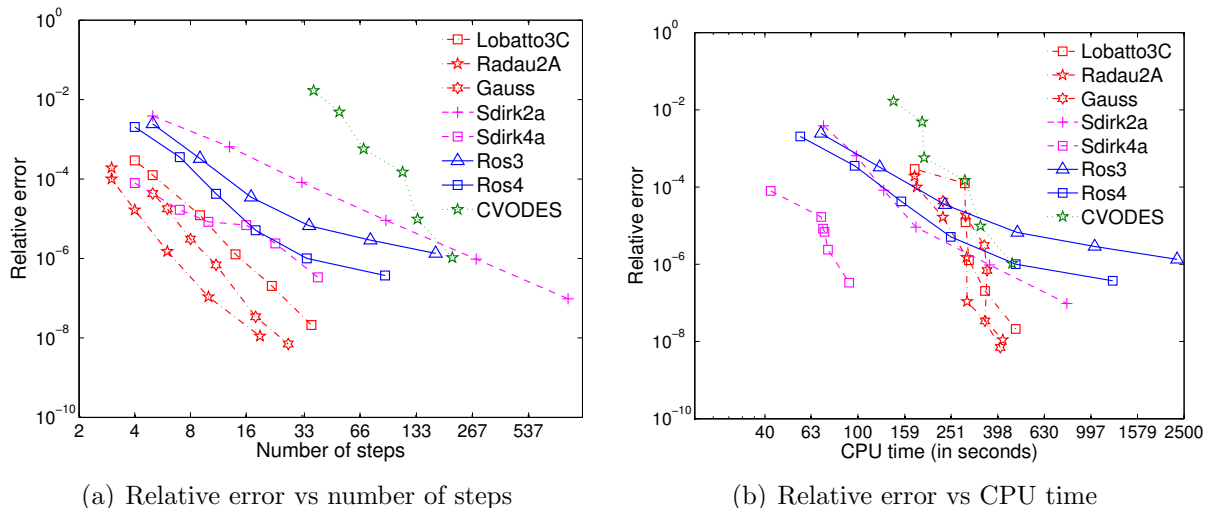 10^0
10^-2
10^-4
10^-6
10^-8
10^-10
Relative error
2 4 8 16 33 66 133 267 537
Number of steps
Lobatto3C
Radau2A
Gauss
Sdirk2a
Sdirk4a
Ros3
Ros4
CVODES
(a) Relative error vs number of steps
10^0
10^-2
10^-4
10^-6
10^-8
10^-10
Relative error
40 63 100 159 251 398 630 997 1579 2500
CPU time (in seconds)
Lobatto3C
Radau2A
Gauss
Sdirk2a
Sdirk4a
Ros3
Ros4
CVODES
(b) Relative error vs CPU time